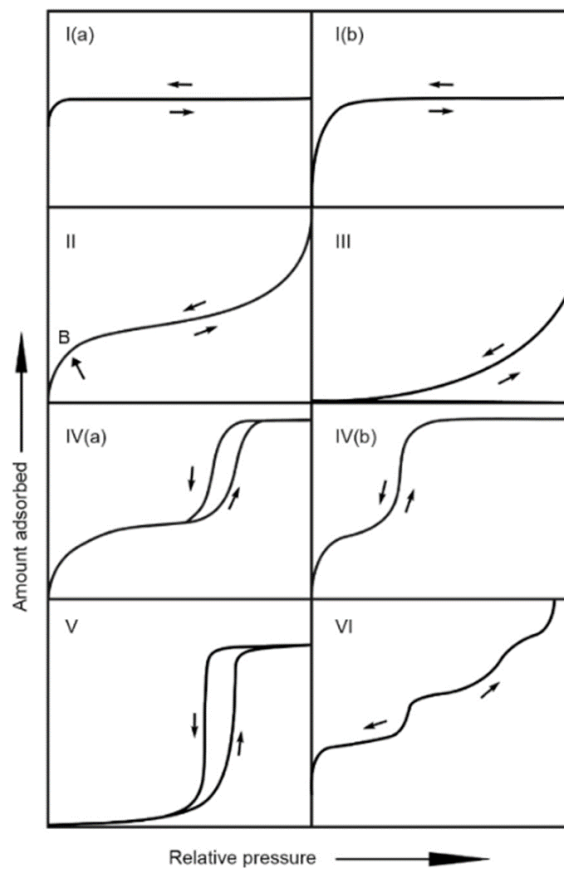 I(a)
I(b)
II
III
B
IV(a)
IV(b)
V
VI
Amount adsorbed
Relative pressure